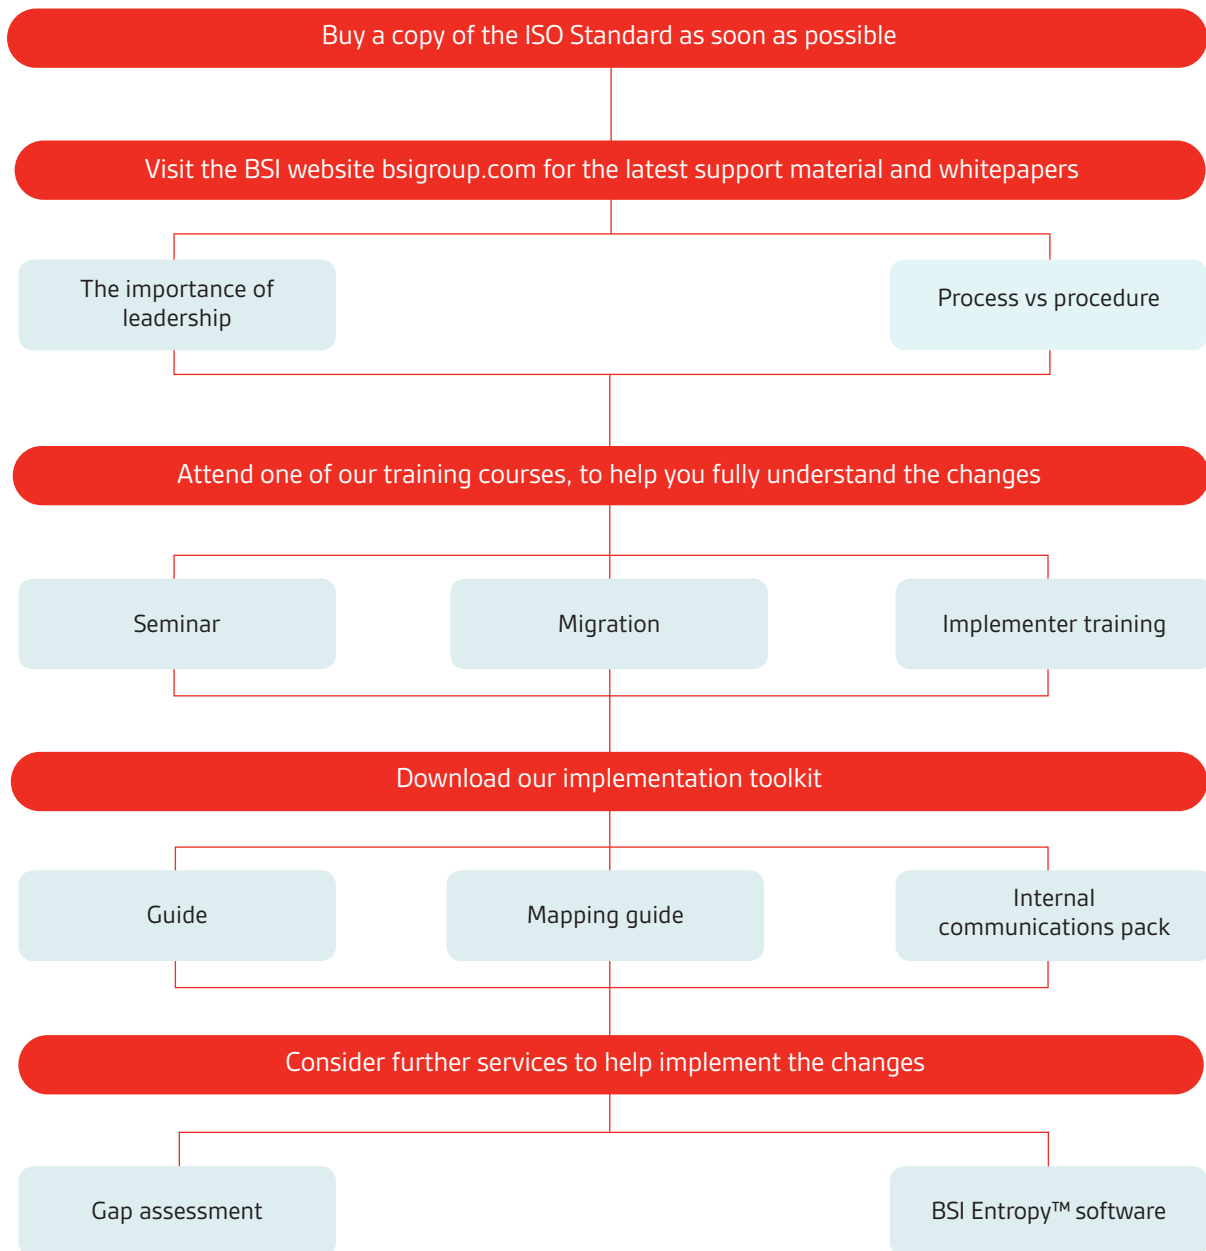 Buy a copy of the ISO Standard as soon as possible
Visit the BSI website bsigroup.com for the latest support material and whitepapers
The importance of
leadership
Process vs procedure
Attend one of our training courses, to help you fully understand the changes
Seminar
Migration
Implementer training
Download our implementation toolkit
Guide
Mapping guide
Internal
communications pack
Consider further services to help implement the changes
Gap assessment
BSI Entropy™ software